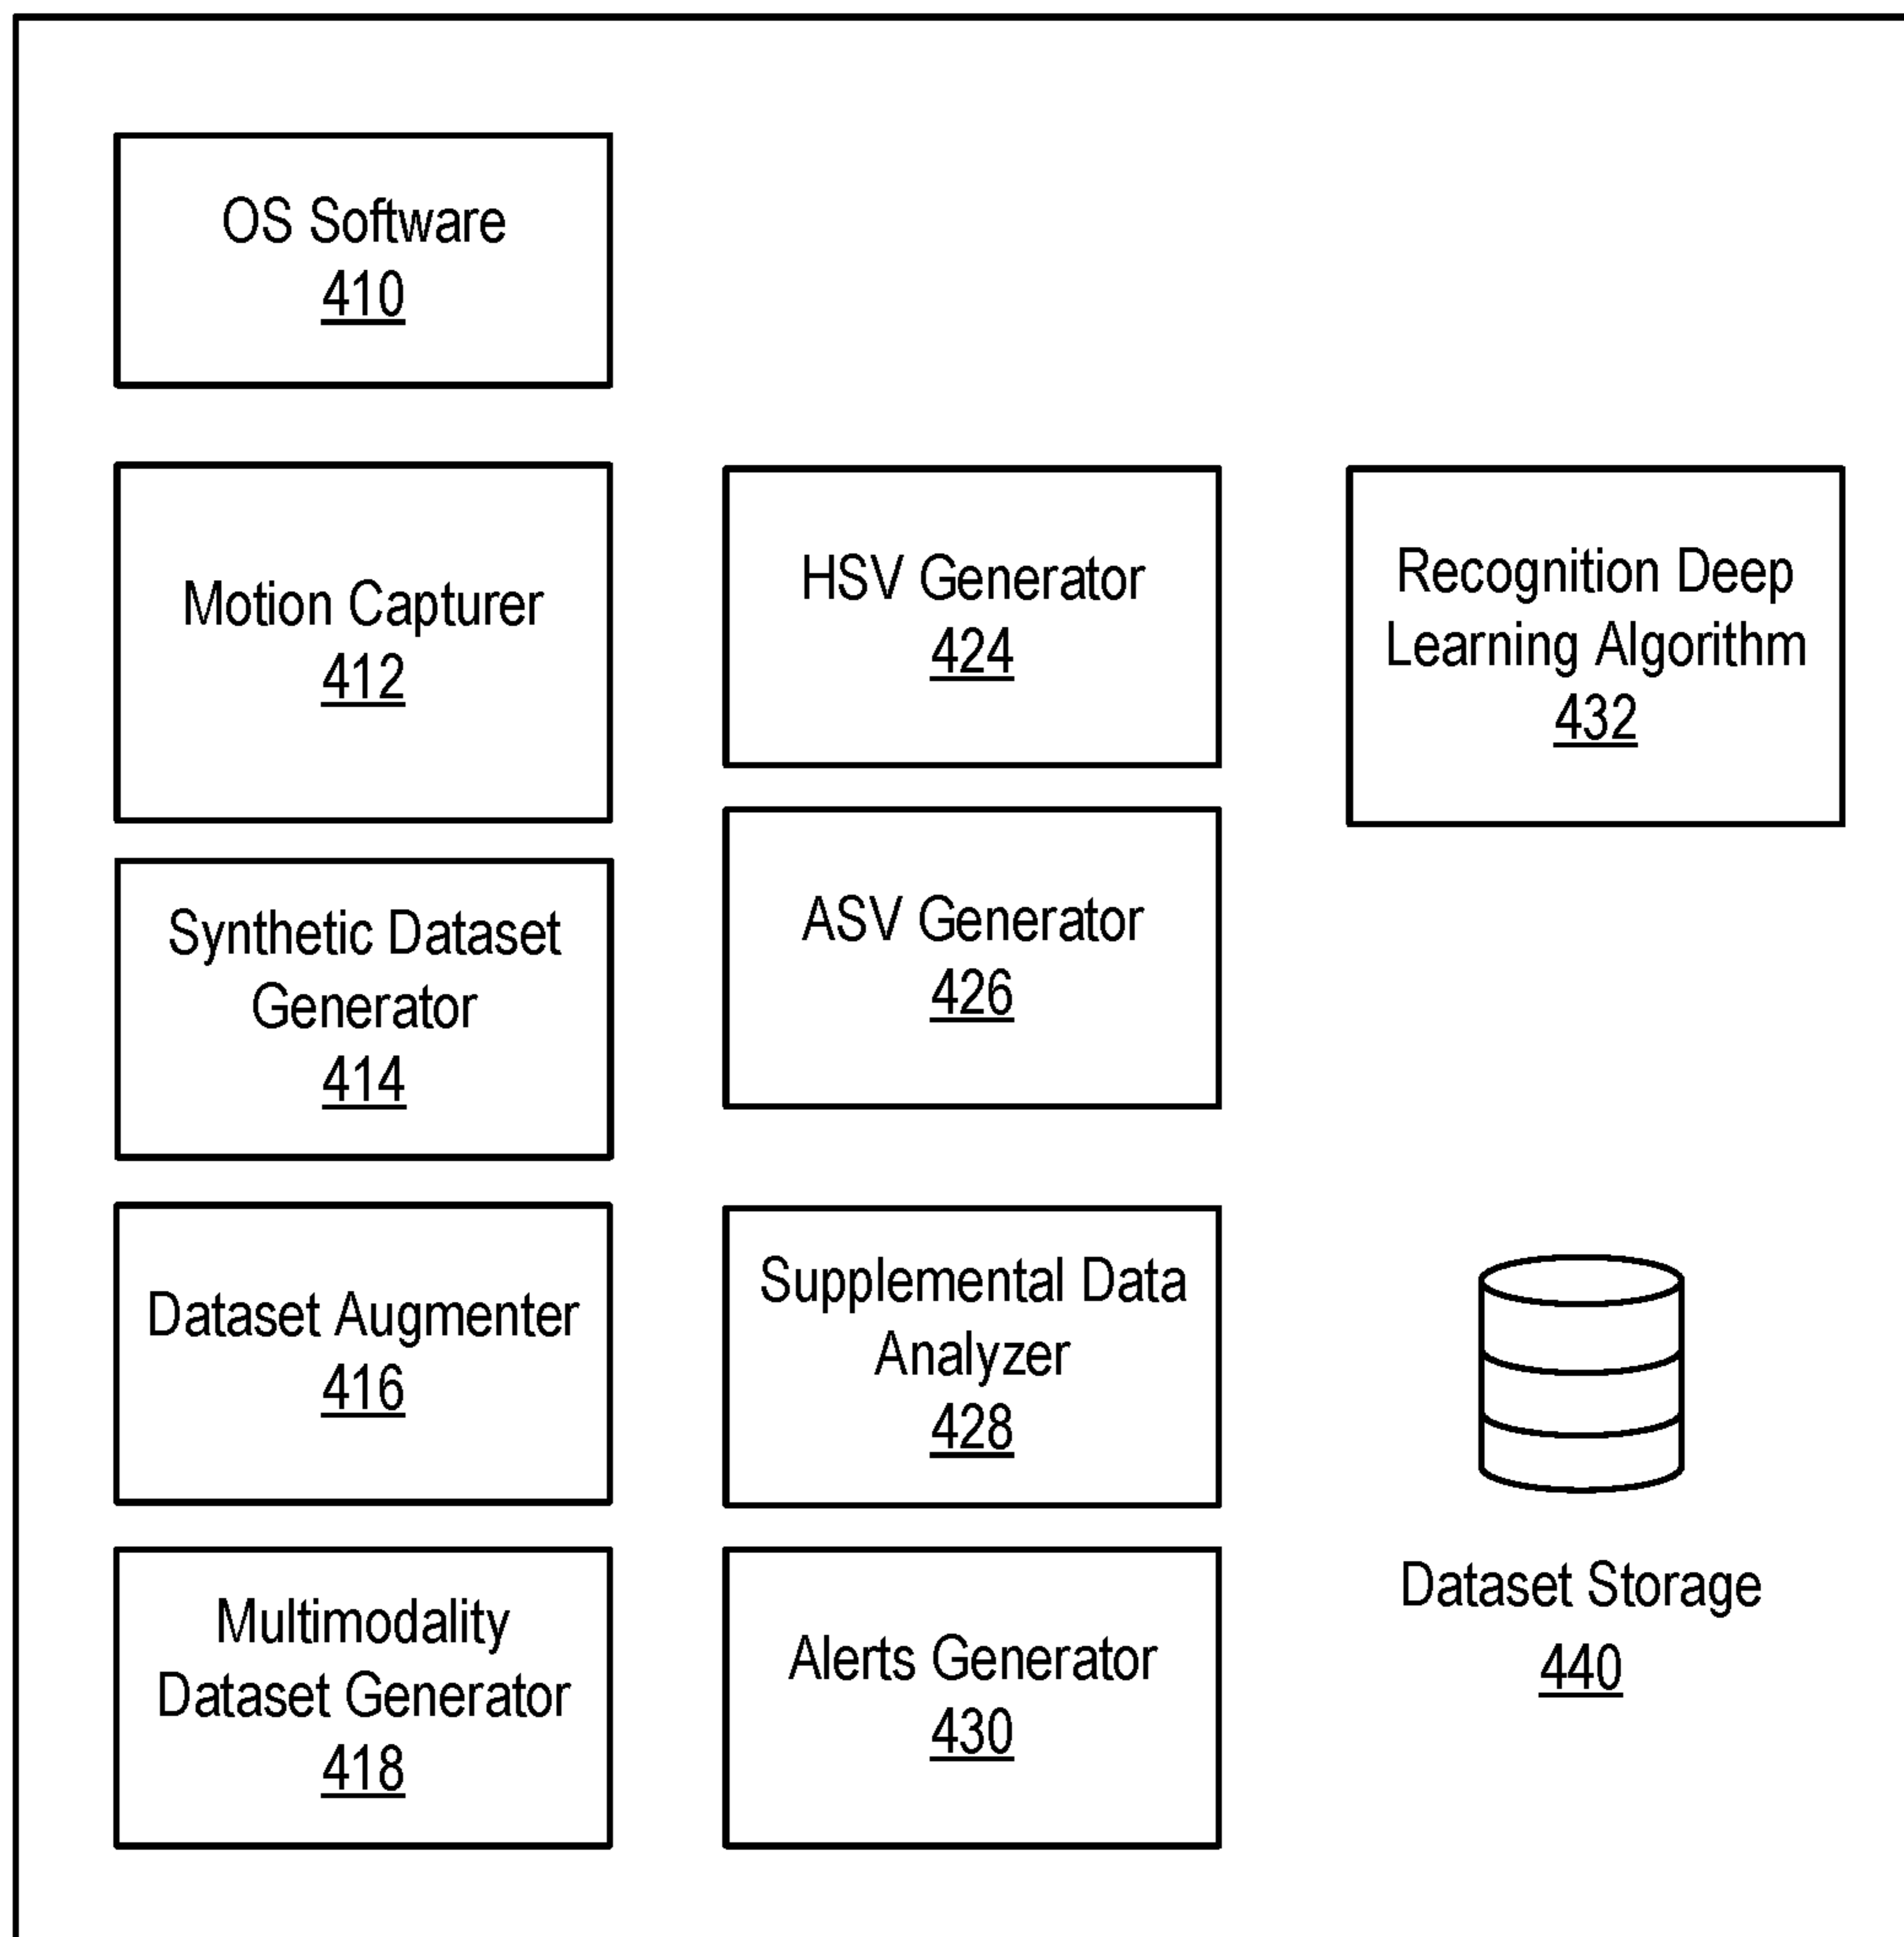 OS Software
410
Motion Capturer
412
Synthetic Dataset
Generator
414
Dataset Augmenter
416
Multimodality
Dataset Generator
418
HSV Generator
424
ASV Generator
426
Supplemental Data
Analyzer
428
Alerts Generator
430
Recognition Deep
Learning Algorithm
432
Dataset Storage
440